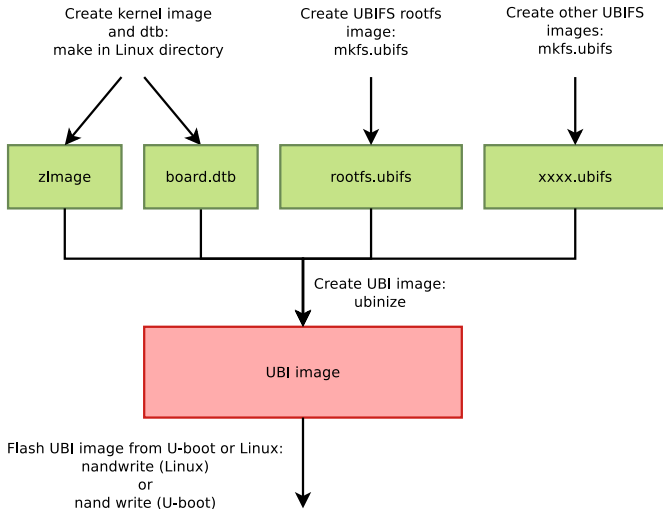 Create kernel image
and dtb:
make in Linux directory
Create UBIFS rootfs
image:
mkfs.ubifs
Create other UBIFS
images:
mkfs.ubifs
zImage
board.dtb
rootfs.ubifs
xxxx.ubifs
Create UBI image:
ubinize
UBI image
Flash UBI image from U-boot or Linux:
nandwrite (Linux)
or
nand write (U-boot)